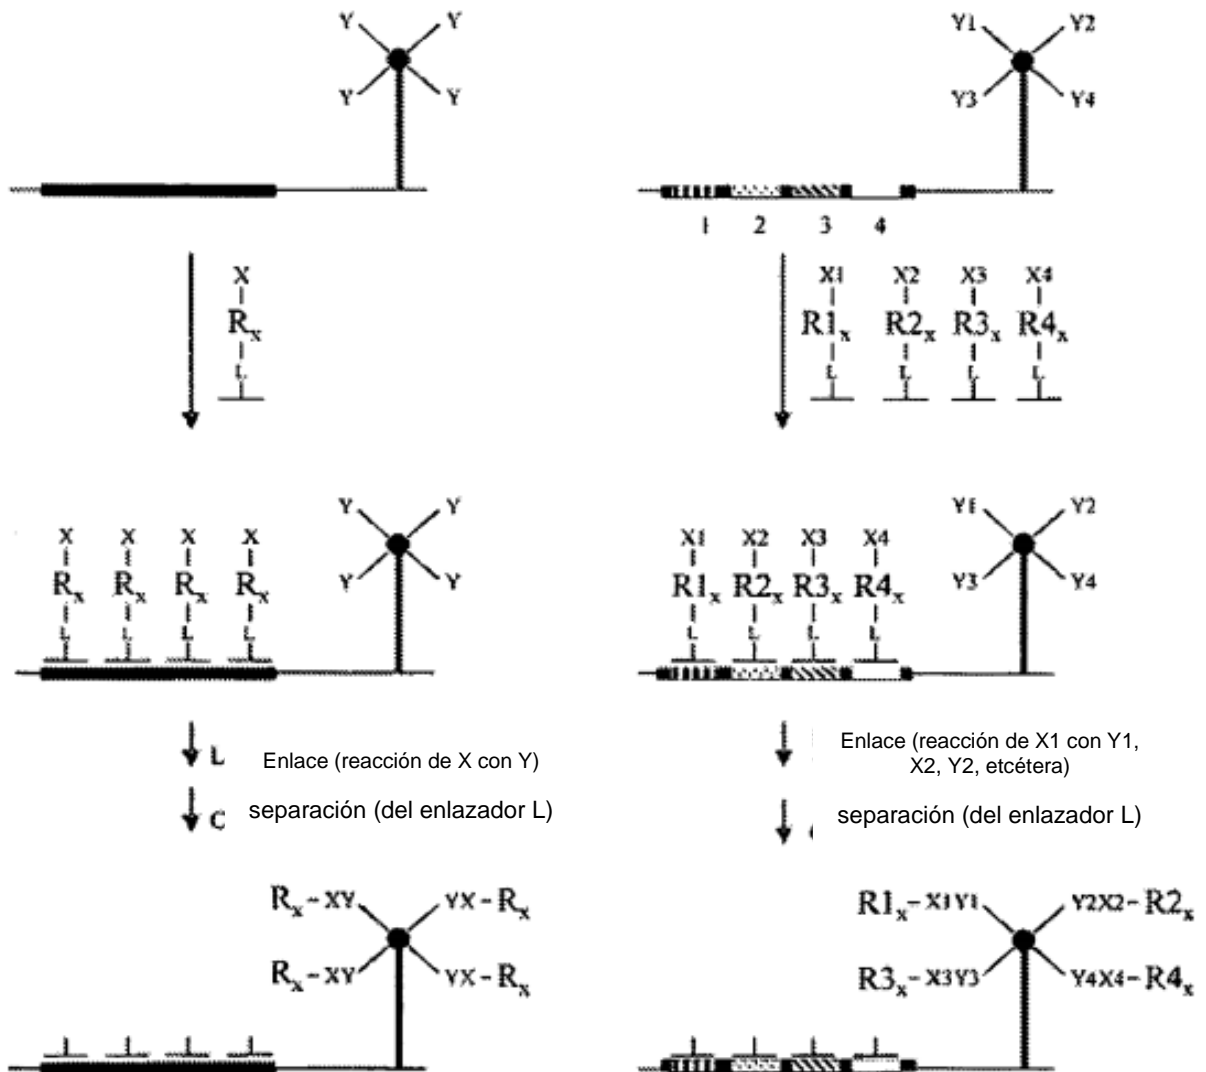 Y Y Y1 Y2
Y Y Y3 Y4
1 2 3 4
X X1 X2 X3 X4
Rx R1x R2x R3x R4x
L L L L L
Y Y Y1 Y2
X X X X X1 X2 X3 X4
Rx Rx Rx Rx Y Y R1x R2x R3x R4x Y3 Y4
L L L L L L L L
L Enlace (reacción de X con Y) Enlace (reacción de X1 con Y1,
X2, Y2, etcétera)
C separación (del enlazador L) separación (del enlazador L)
Rx-XY YX-Rx R1x-X1Y1 Y2X2-R2x
Rx-XY YX-Rx R3x-X3Y3 Y4X4-R4x